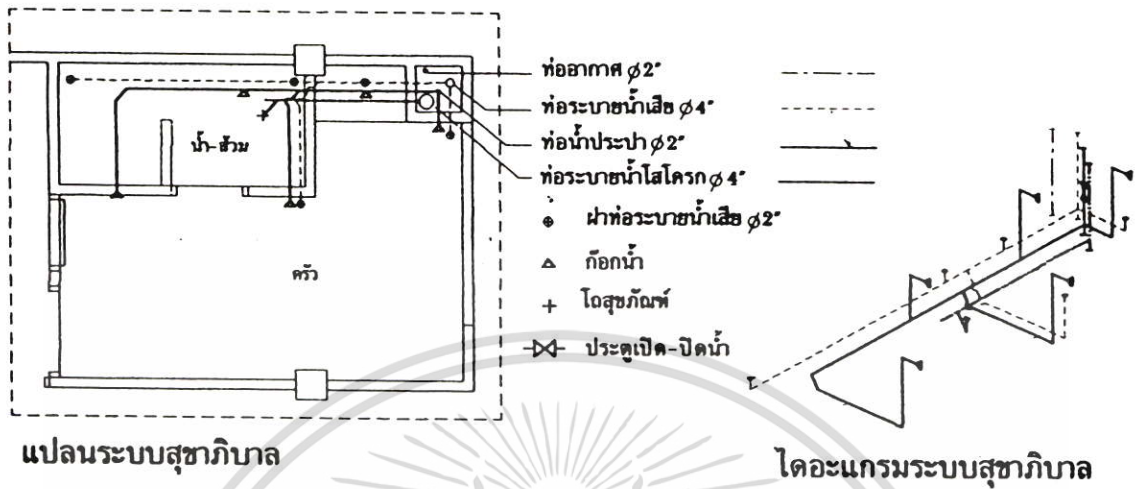 ท่ออากาศ ø2"
ท่อระบายน้ำเสีย ø4"
ท่อน้ำประปา ø2"
ท่อระบายน้ำโสโครก ø4"
ฝาท่อระบายน้ำเสีย ø2"
ก๊อกน้ำ
โถสุขภัณฑ์
ประตูเปิด-ปิดน้ำ
น้ำ-ส้วม
ครัว
แปลนระบบสุขาภิบาล
ไดอะแกรมระบบสุขาภิบาล